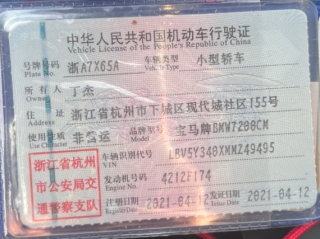 中华人民共和国机动车行驶证
Vehicle License of the People's Republic of China
号牌号码 浙A7X65A 车辆类型 小型轿车
Plate No. Vehicle Type
所有人 丁杰
Owner
住址 浙江省杭州市下城区现代城社区155号
Address
使用性质 非营运 品牌型号 宝马牌BMW7200CM
Use Character Model
浙江省杭州
市公安局交
通警察支队
车辆识别代号 LBV5Y340XMMZ49495
VIN
发动机号码 4212F174
Engine No.
注册日期 2021-04-12 发证日期 2021-04-12
Register Date Issue Date